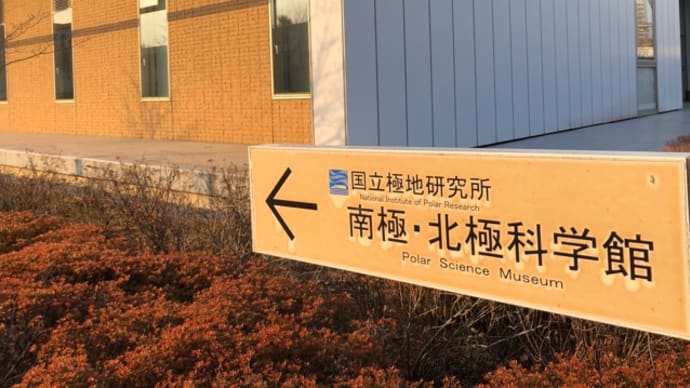 国立極地研究所
National Institute of Polar Research
南極・北極科学館
Polar Science Museum